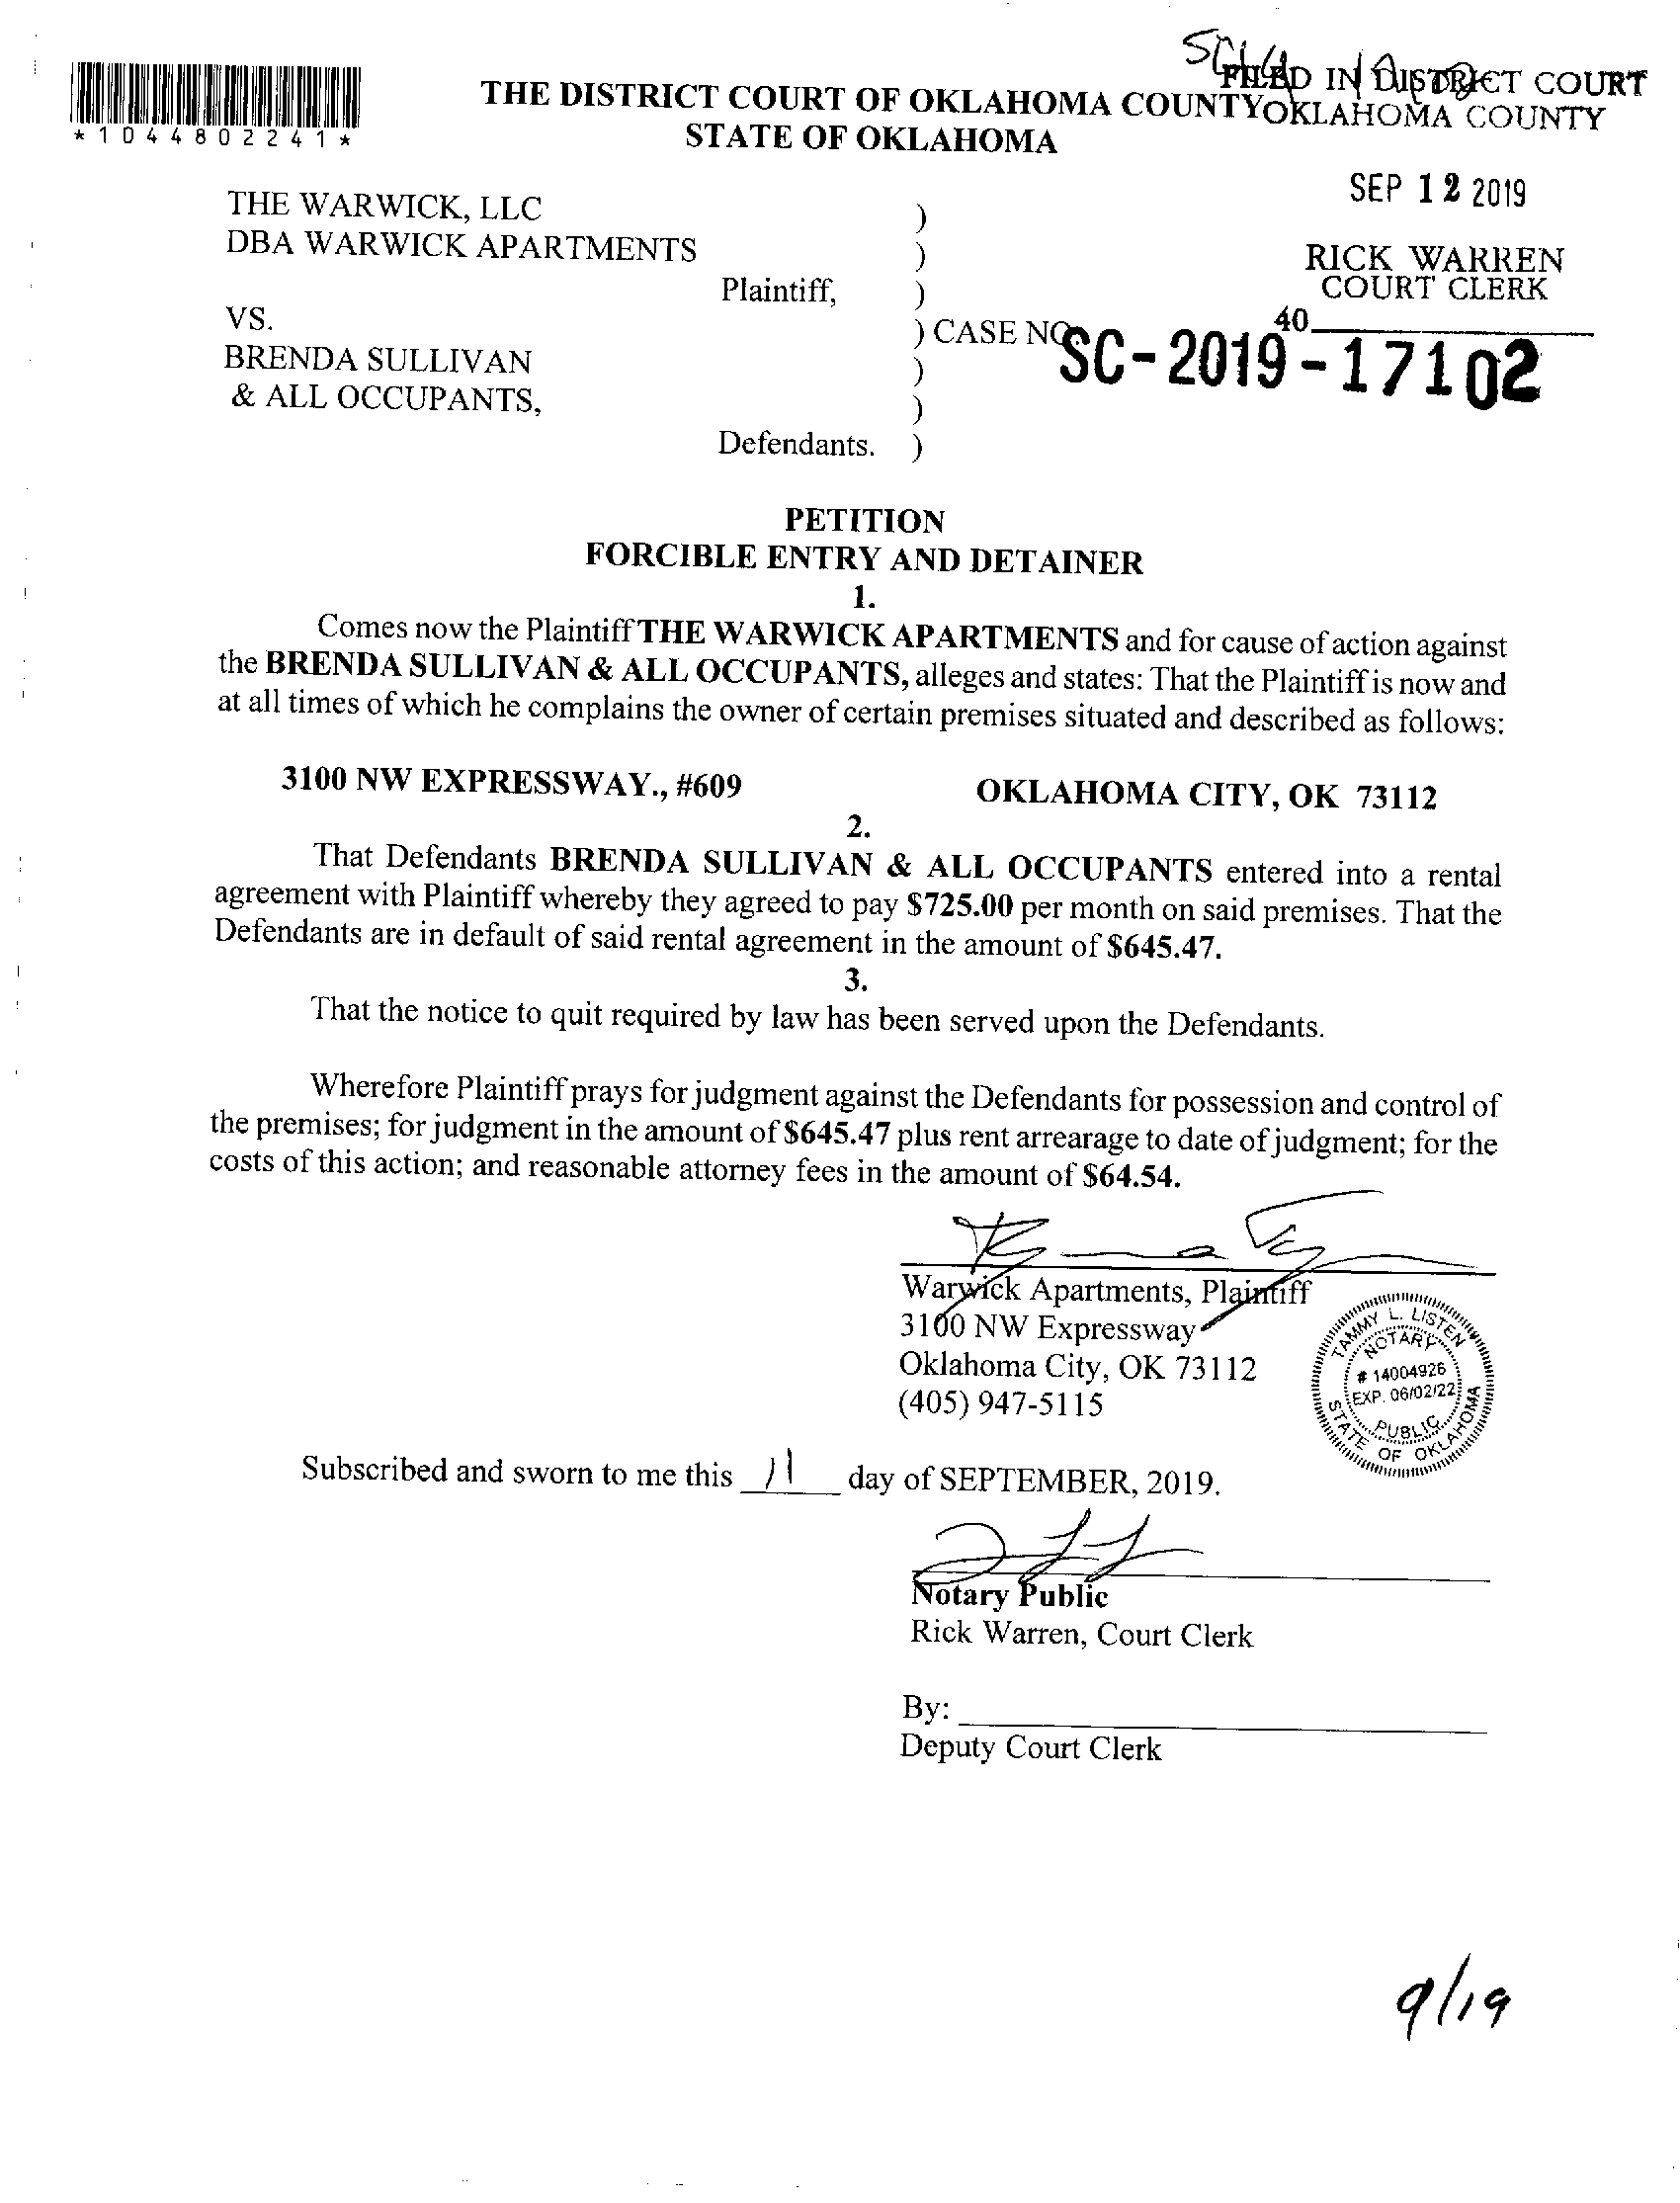 FILED IN DISTRICT COURT
OKLAHOMA COUNTY
*1044802241*
THE DISTRICT COURT OF OKLAHOMA COUNTY
STATE OF OKLAHOMA
SEP 12 2019
RICK WARREN
COURT CLERK
40
THE WARWICK, LLC )
DBA WARWICK APARTMENTS )
Plaintiff, )
VS. ) CASE NO. SC-2019-17102
BRENDA SULLIVAN )
& ALL OCCUPANTS, )
Defendants. )
PETITION
FORCIBLE ENTRY AND DETAINER
1.
Comes now the Plaintiff THE WARWICK APARTMENTS and for cause of action against
the BRENDA SULLIVAN & ALL OCCUPANTS, alleges and states: That the Plaintiff is now and
at all times of which he complains the owner of certain premises situated and described as follows:
3100 NW EXPRESSWAY., #609 OKLAHOMA CITY, OK 73112
2.
That Defendants BRENDA SULLIVAN & ALL OCCUPANTS entered into a rental
agreement with Plaintiff whereby they agreed to pay $725.00 per month on said premises. That the
Defendants are in default of said rental agreement in the amount of $645.47.
3.
That the notice to quit required by law has been served upon the Defendants.
Wherefore Plaintiff prays for judgment against the Defendants for possession and control of
the premises; for judgment in the amount of $645.47 plus rent arrearage to date of judgment; for the
costs of this action; and reasonable attorney fees in the amount of $64.54.
Warwick Apartments, Plaintiff
3100 NW Expressway
Oklahoma City, OK 73112
(405) 947-5115
TAMMY L. LISTEN
NOTARY
# 14004926
EXP. 06/02/22
PUBLIC
STATE OF OKLAHOMA
Subscribed and sworn to me this 11 day of SEPTEMBER, 2019.
Notary Public
Rick Warren, Court Clerk
By:
Deputy Court Clerk
9/19